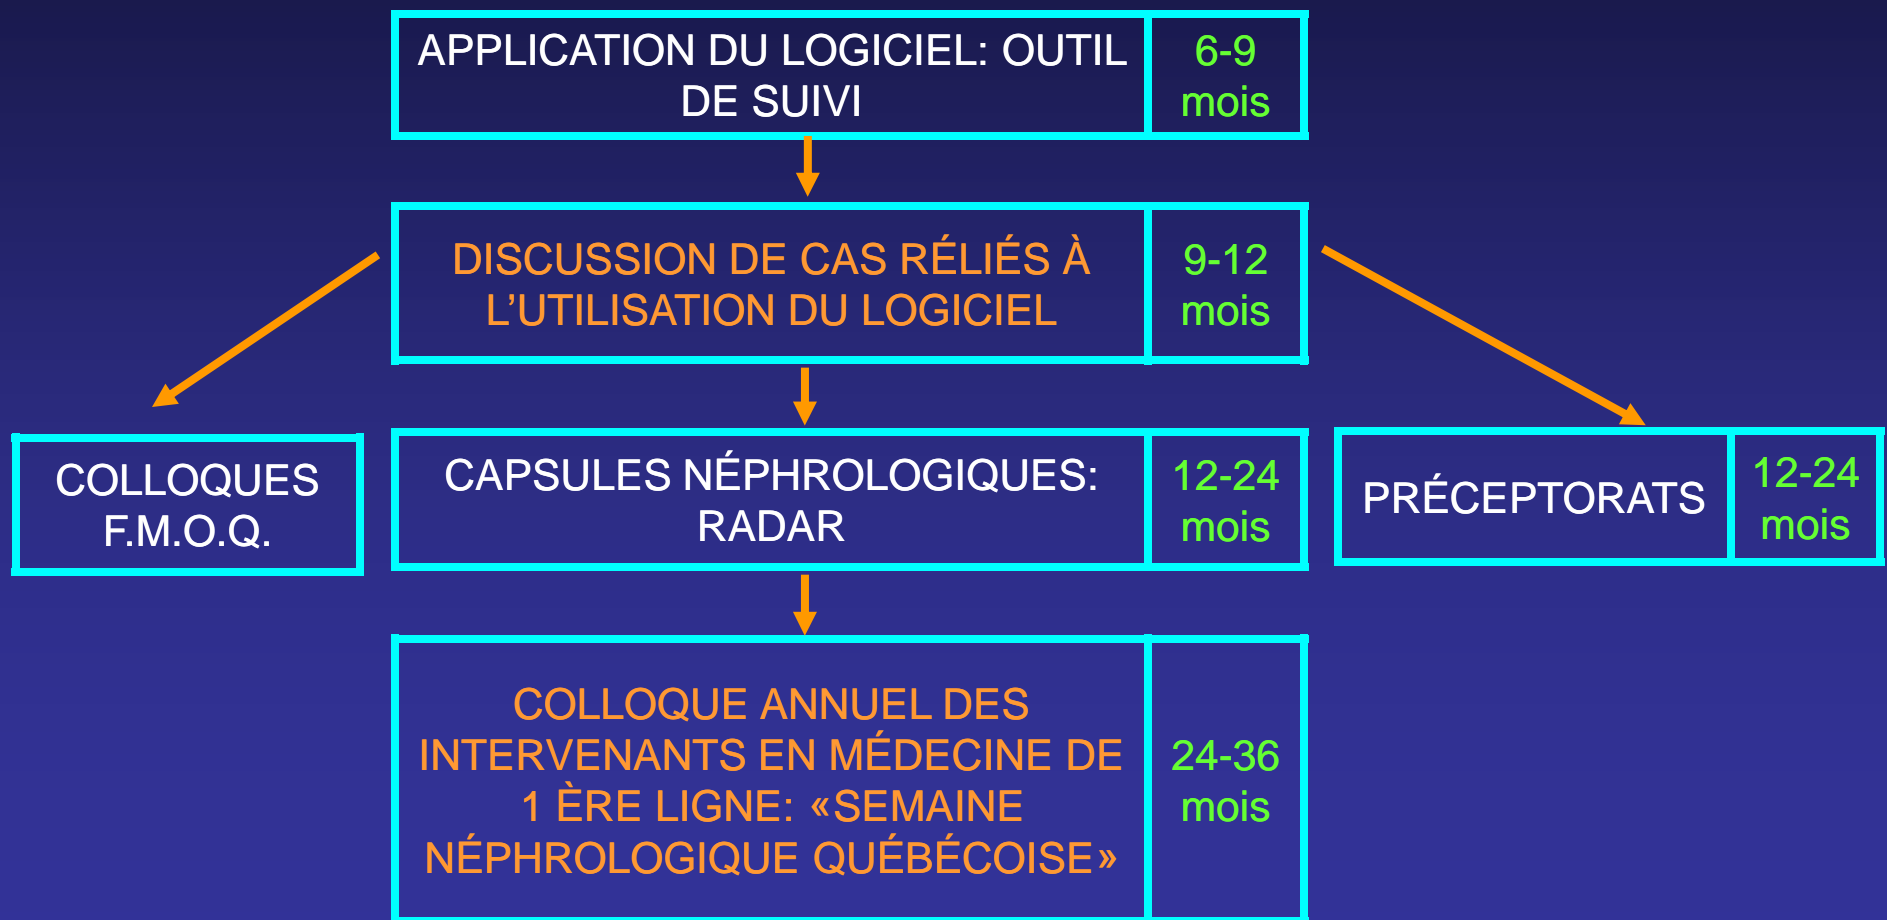 APPLICATION DU LOGICIEL: OUTIL
DE SUIVI
6-9
mois
DISCUSSION DE CAS RÉLIÉS À
L’UTILISATION DU LOGICIEL
9-12
mois
COLLOQUES
F.M.O.Q.
CAPSULES NÉPHROLOGIQUES:
RADAR
12-24
mois
PRÉCEPTORATS
12-24
mois
COLLOQUE ANNUEL DES
INTERVENANTS EN MÉDECINE DE
1 ÈRE LIGNE: «SEMAINE
NÉPHROLOGIQUE QUÉBÉCOISE»
24-36
mois